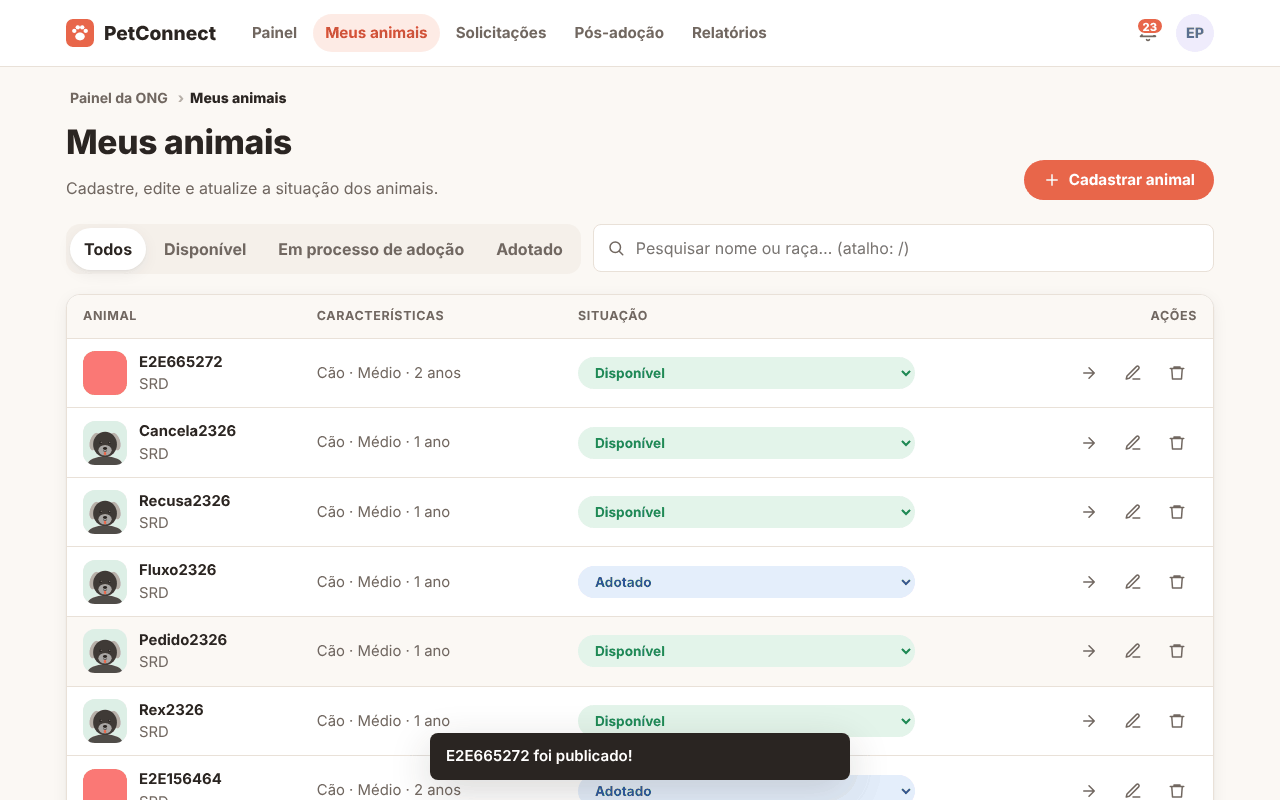 PetConnect
Painel
Meus animais
Solicitações
Pós-adoção
Relatórios
23
EP
Painel da ONG › Meus animais
Meus animais
Cadastre, edite e atualize a situação dos animais.
Cadastrar animal
Todos
Disponível
Em processo de adoção
Adotado
Pesquisar nome ou raça... (atalho: /)
ANIMAL
CARACTERÍSTICAS
SITUAÇÃO
AÇÕES
E2E665272
SRD
Cão · Médio · 2 anos
Disponível
Cancela2326
SRD
Cão · Médio · 1 ano
Disponível
Recusa2326
SRD
Cão · Médio · 1 ano
Disponível
Fluxo2326
SRD
Cão · Médio · 1 ano
Adotado
Pedido2326
SRD
Cão · Médio · 1 ano
Disponível
Rex2326
SRD
Cão · Médio · 1 ano
Disponível
E2E665272 foi publicado!
E2E156464
SRD
Cão · Médio · 2 anos
Adotado